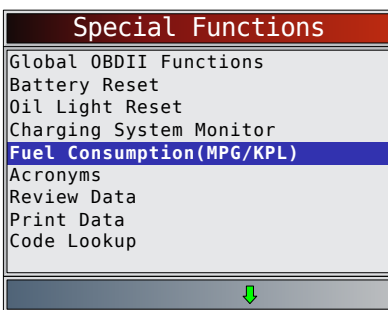 Special Functions
Global OBDII Functions
Battery Reset
Oil Light Reset
Charging System Monitor
Fuel Consumption(MPG/KPL)
Acronyms
Review Data
Print Data
Code Lookup